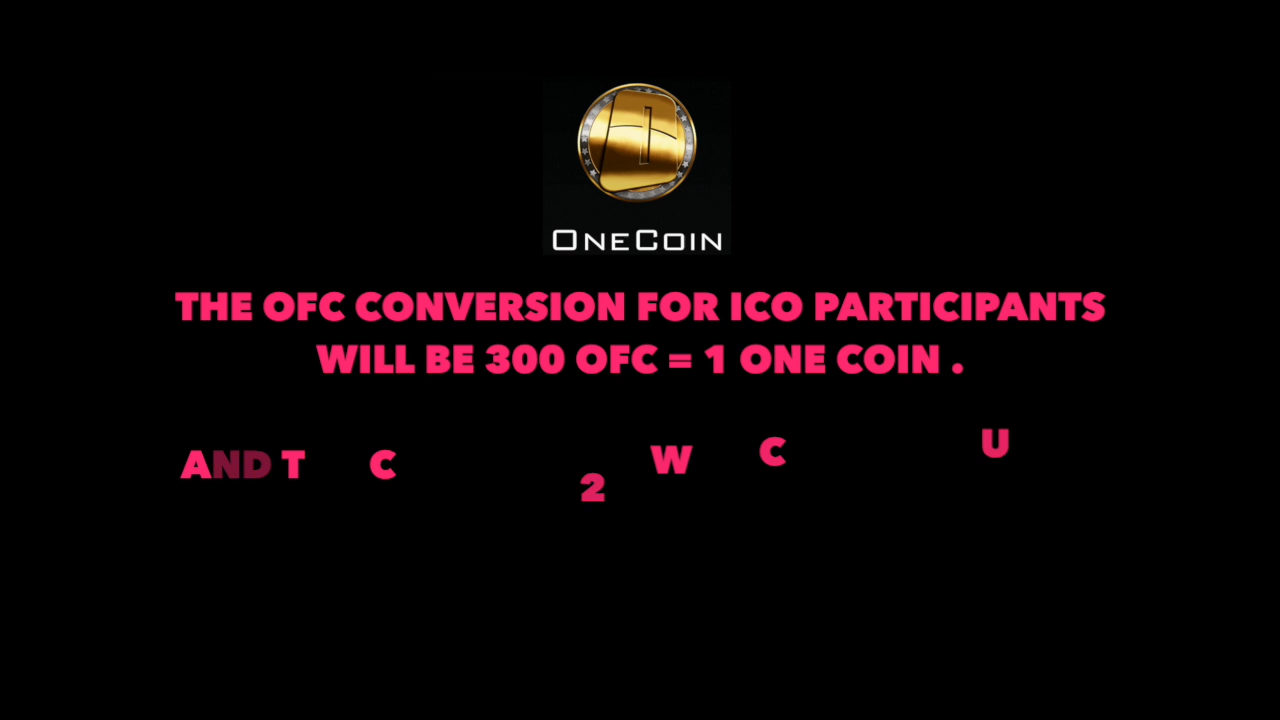 ONECOIN
THE OFC CONVERSION FOR ICO PARTICIPANTS
WILL BE 300 OFC = 1 ONE COIN .
AND T C 2 W C U